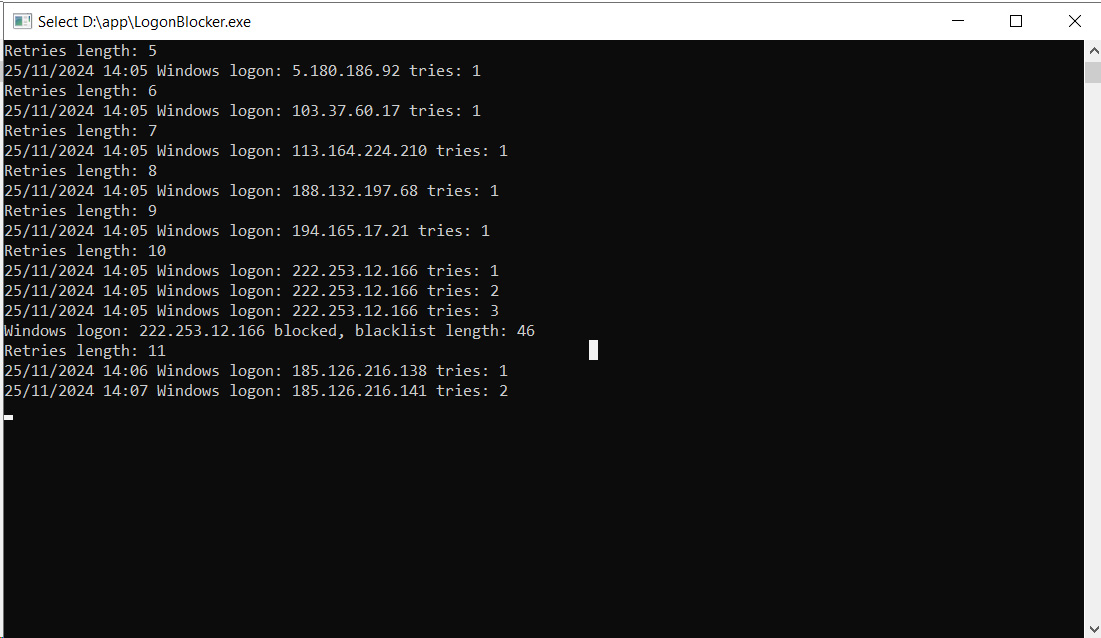 Select D:\app\LogonBlocker.exe
Retries length: 5
25/11/2024 14:05 Windows logon: 5.180.186.92 tries: 1
Retries length: 6
25/11/2024 14:05 Windows logon: 103.37.60.17 tries: 1
Retries length: 7
25/11/2024 14:05 Windows logon: 113.164.224.210 tries: 1
Retries length: 8
25/11/2024 14:05 Windows logon: 188.132.197.68 tries: 1
Retries length: 9
25/11/2024 14:05 Windows logon: 194.165.17.21 tries: 1
Retries length: 10
25/11/2024 14:05 Windows logon: 222.253.12.166 tries: 1
25/11/2024 14:05 Windows logon: 222.253.12.166 tries: 2
25/11/2024 14:05 Windows logon: 222.253.12.166 tries: 3
Windows logon: 222.253.12.166 blocked, blacklist length: 46
Retries length: 11
25/11/2024 14:06 Windows logon: 185.126.216.138 tries: 1
25/11/2024 14:07 Windows logon: 185.126.216.141 tries: 2